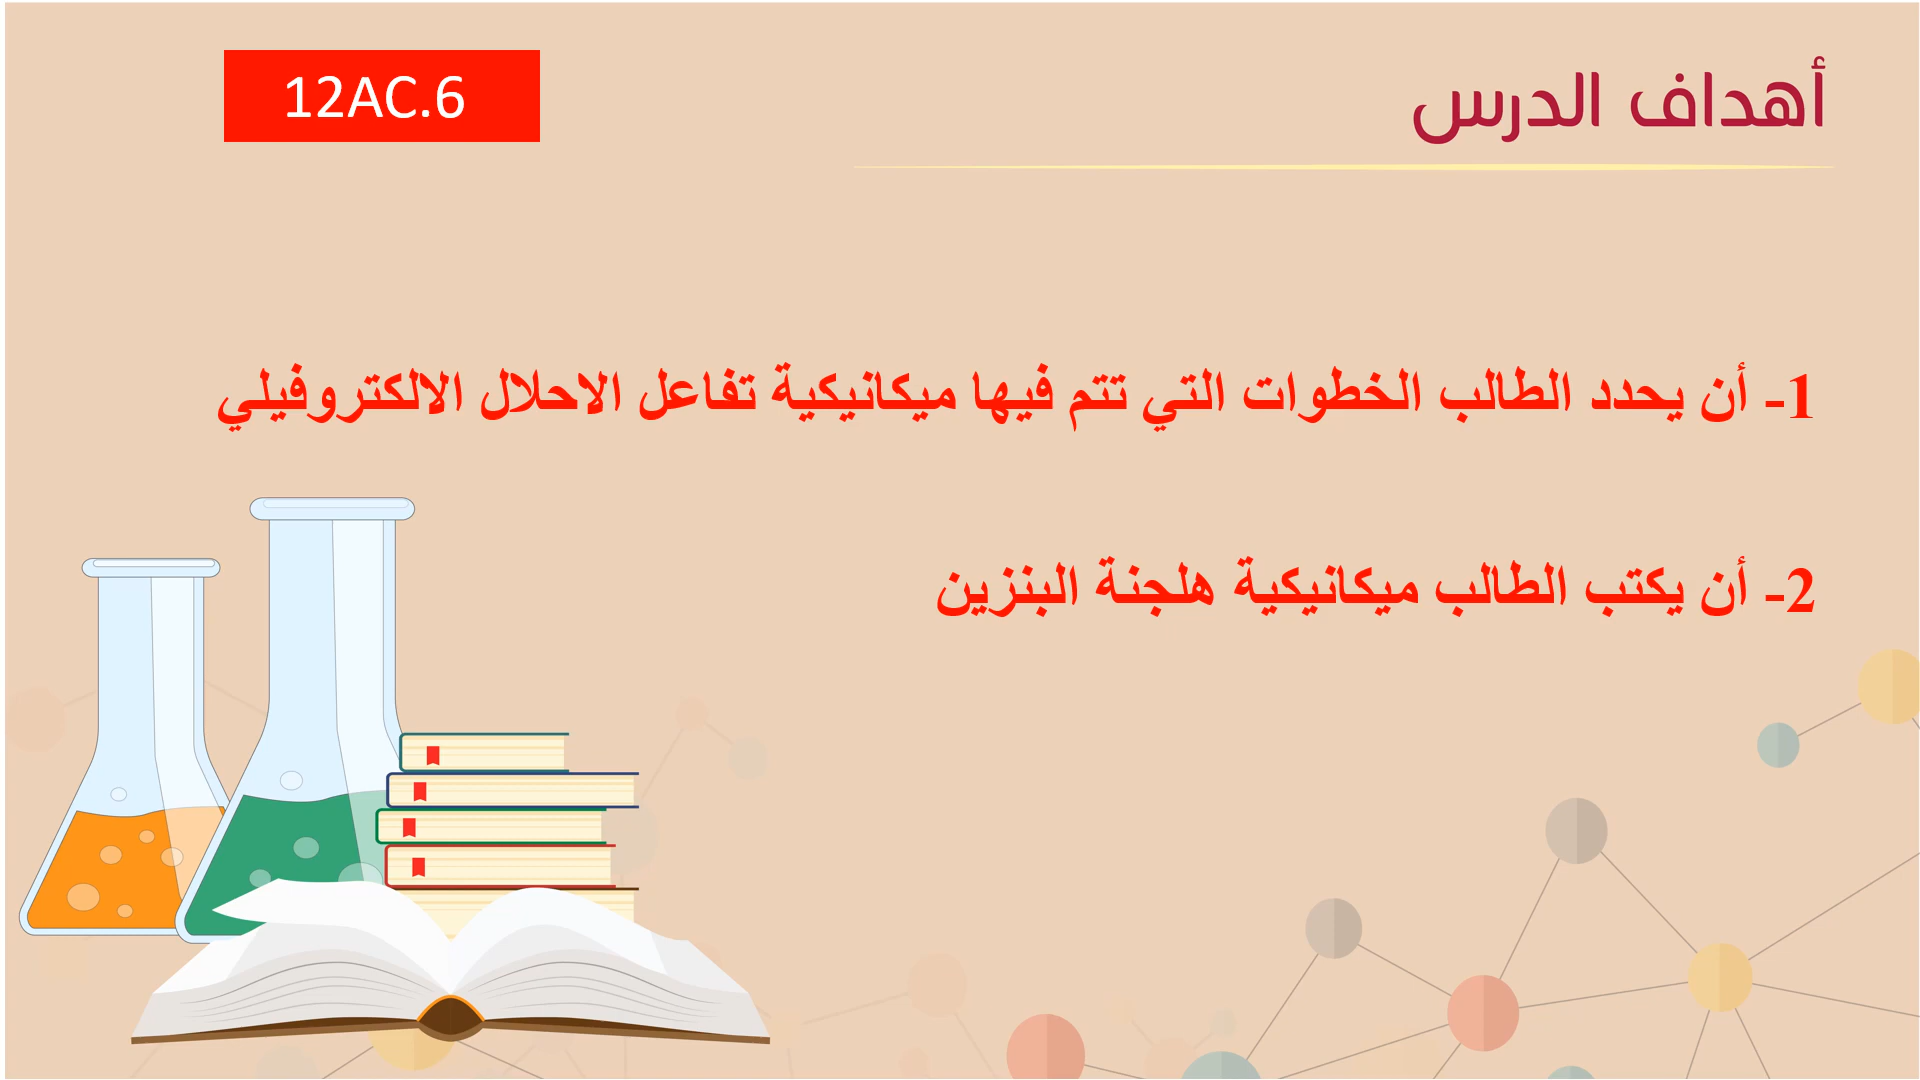 أهداف الدرس
12AC.6
1- أن يحدد الطالب الخطوات التي تتم فيها ميكانيكية تفاعل الاحلال الالكتروفيلي
2- أن يكتب الطالب ميكانيكية هلجنة البنزين